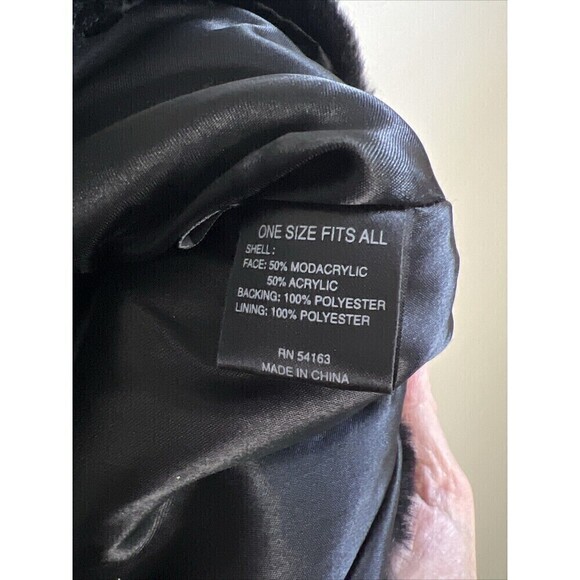 ONE SIZE FITS ALL
SHELL :
FACE: 50% MODACRYLIC
50% ACRYLIC
BACKING: 100% POLYESTER
LINING: 100% POLYESTER
RN 54163
MADE IN CHINA